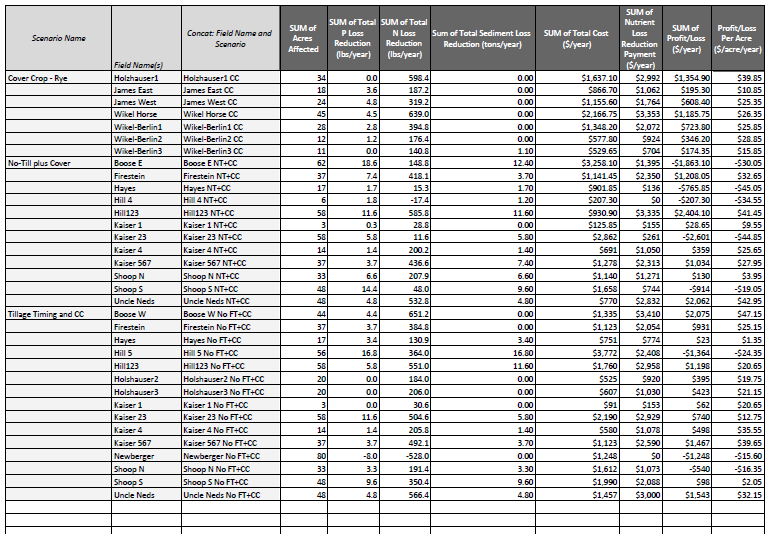 Scenario Name | Field Name(s) | Concat: Field Name and Scenario | SUM of Acres Affected | SUM of Total P Loss Reduction (lbs/year) | SUM of Total N Loss Reduction (lbs/year) | Sum of Total Sediment Loss Reduction (tons/year) | SUM of Total Cost ($/year) | SUM of Nutrient Loss Reduction Payment ($/year) | SUM of Profit/Loss ($/year) | Profit/Loss Per Acre ($/acre/year)
Cover Crop - Rye | Holzhauser1 | Holzhauser1 CC | 34 | 0.0 | 598.4 | 0.00 | $1,637.10 | $2,992 | $1,354.90 | $39.85
James East | James East CC | 18 | 3.6 | 187.2 | 0.00 | $866.70 | $1,062 | $195.30 | $10.85
James West | James West CC | 24 | 4.8 | 319.2 | 0.00 | $1,155.60 | $1,764 | $608.40 | $25.35
Wikel Horse | Wikel Horse CC | 45 | 4.5 | 639.0 | 0.00 | $2,166.75 | $3,353 | $1,185.75 | $26.35
Wikel-Berlin1 | Wikel-Berlin1 CC | 28 | 2.8 | 394.8 | 0.00 | $1,348.20 | $2,072 | $723.80 | $25.85
Wikel-Berlin2 | Wikel-Berlin2 CC | 12 | 1.2 | 176.4 | 0.00 | $577.80 | $924 | $346.20 | $28.85
Wikel-Berlin3 | Wikel-Berlin3 CC | 11 | 0.0 | 140.8 | 1.10 | $529.65 | $704 | $174.35 | $15.85
No-Till plus Cover | Boose E | Boose E NT+CC | 62 | 18.6 | 148.8 | 12.40 | $3,258.10 | $1,395 | -$1,863.10 | -$30.05
Firestein | Firestein NT+CC | 37 | 7.4 | 418.1 | 3.70 | $1,141.45 | $2,350 | $1,208.05 | $32.65
Hayes | Hayes NT+CC | 17 | 1.7 | 15.3 | 1.70 | $901.85 | $136 | -$765.85 | -$45.05
Hill 4 | Hill 4 NT+CC | 6 | 1.8 | -17.4 | 1.20 | $207.30 | $0 | -$207.30 | -$34.55
Hill123 | Hill123 NT+CC | 58 | 11.6 | 585.8 | 11.60 | $930.90 | $3,335 | $2,404.10 | $41.45
Kaiser 1 | Kaiser 1 NT+CC | 3 | 0.3 | 28.8 | 0.00 | $125.85 | $155 | $28.65 | $9.55
Kaiser 23 | Kaiser 23 NT+CC | 58 | 5.8 | 11.6 | 5.80 | $2,862 | $261 | -$2,601 | -$44.85
Kaiser 4 | Kaiser 4 NT+CC | 14 | 1.4 | 200.2 | 1.40 | $691 | $1,050 | $359 | $25.65
Kaiser 567 | Kaiser 567 NT+CC | 37 | 3.7 | 436.6 | 7.40 | $1,278 | $2,313 | $1,034 | $27.95
Shoop N | Shoop N NT+CC | 33 | 6.6 | 207.9 | 6.60 | $1,140 | $1,271 | $130 | $3.95
Shoop S | Shoop S NT+CC | 48 | 14.4 | 48.0 | 9.60 | $1,658 | $744 | -$914 | -$19.05
Uncle Neds | Uncle Neds NT+CC | 48 | 4.8 | 532.8 | 4.80 | $770 | $2,832 | $2,062 | $42.95
Tillage Timing and CC | Boose W | Boose W No FT+CC | 44 | 4.4 | 651.2 | 0.00 | $1,335 | $3,410 | $2,075 | $47.15
Firestein | Firestein No FT+CC | 37 | 3.7 | 384.8 | 0.00 | $1,123 | $2,054 | $931 | $25.15
Hayes | Hayes No FT+CC | 17 | 3.4 | 130.9 | 3.40 | $751 | $774 | $23 | $1.35
Hill 5 | Hill 5 No FT+CC | 56 | 16.8 | 364.0 | 16.80 | $3,772 | $2,408 | -$1,364 | -$24.35
Hill123 | Hill123 No FT+CC | 58 | 5.8 | 551.0 | 11.60 | $1,760 | $2,958 | $1,198 | $20.65
Holshauser2 | Holshauser2 No FT+CC | 20 | 0.0 | 184.0 | 0.00 | $525 | $920 | $395 | $19.75
Holshauser3 | Holshauser3 No FT+CC | 20 | 0.0 | 206.0 | 0.00 | $607 | $1,030 | $423 | $21.15
Kaiser 1 | Kaiser 1 No FT+CC | 3 | 0.0 | 30.6 | 0.00 | $91 | $153 | $62 | $20.65
Kaiser 23 | Kaiser 23 No FT+CC | 58 | 11.6 | 504.6 | 5.80 | $2,190 | $2,929 | $740 | $12.75
Kaiser 4 | Kaiser 4 No FT+CC | 14 | 1.4 | 205.8 | 1.40 | $580 | $1,078 | $498 | $35.55
Kaiser 567 | Kaiser 567 No FT+CC | 37 | 3.7 | 492.1 | 3.70 | $1,123 | $2,590 | $1,467 | $39.65
Newberger | Newberger No FT+CC | 80 | -8.0 | -528.0 | 0.00 | $1,248 | $0 | -$1,248 | -$15.60
Shoop N | Shoop N No FT+CC | 33 | 3.3 | 191.4 | 3.30 | $1,612 | $1,073 | -$540 | -$16.35
Shoop S | Shoop S No FT+CC | 48 | 9.6 | 350.4 | 9.60 | $1,990 | $2,088 | $98 | $2.05
Uncle Neds | Uncle Neds No FT+CC | 48 | 4.8 | 566.4 | 4.80 | $1,457 | $3,000 | $1,543 | $32.15